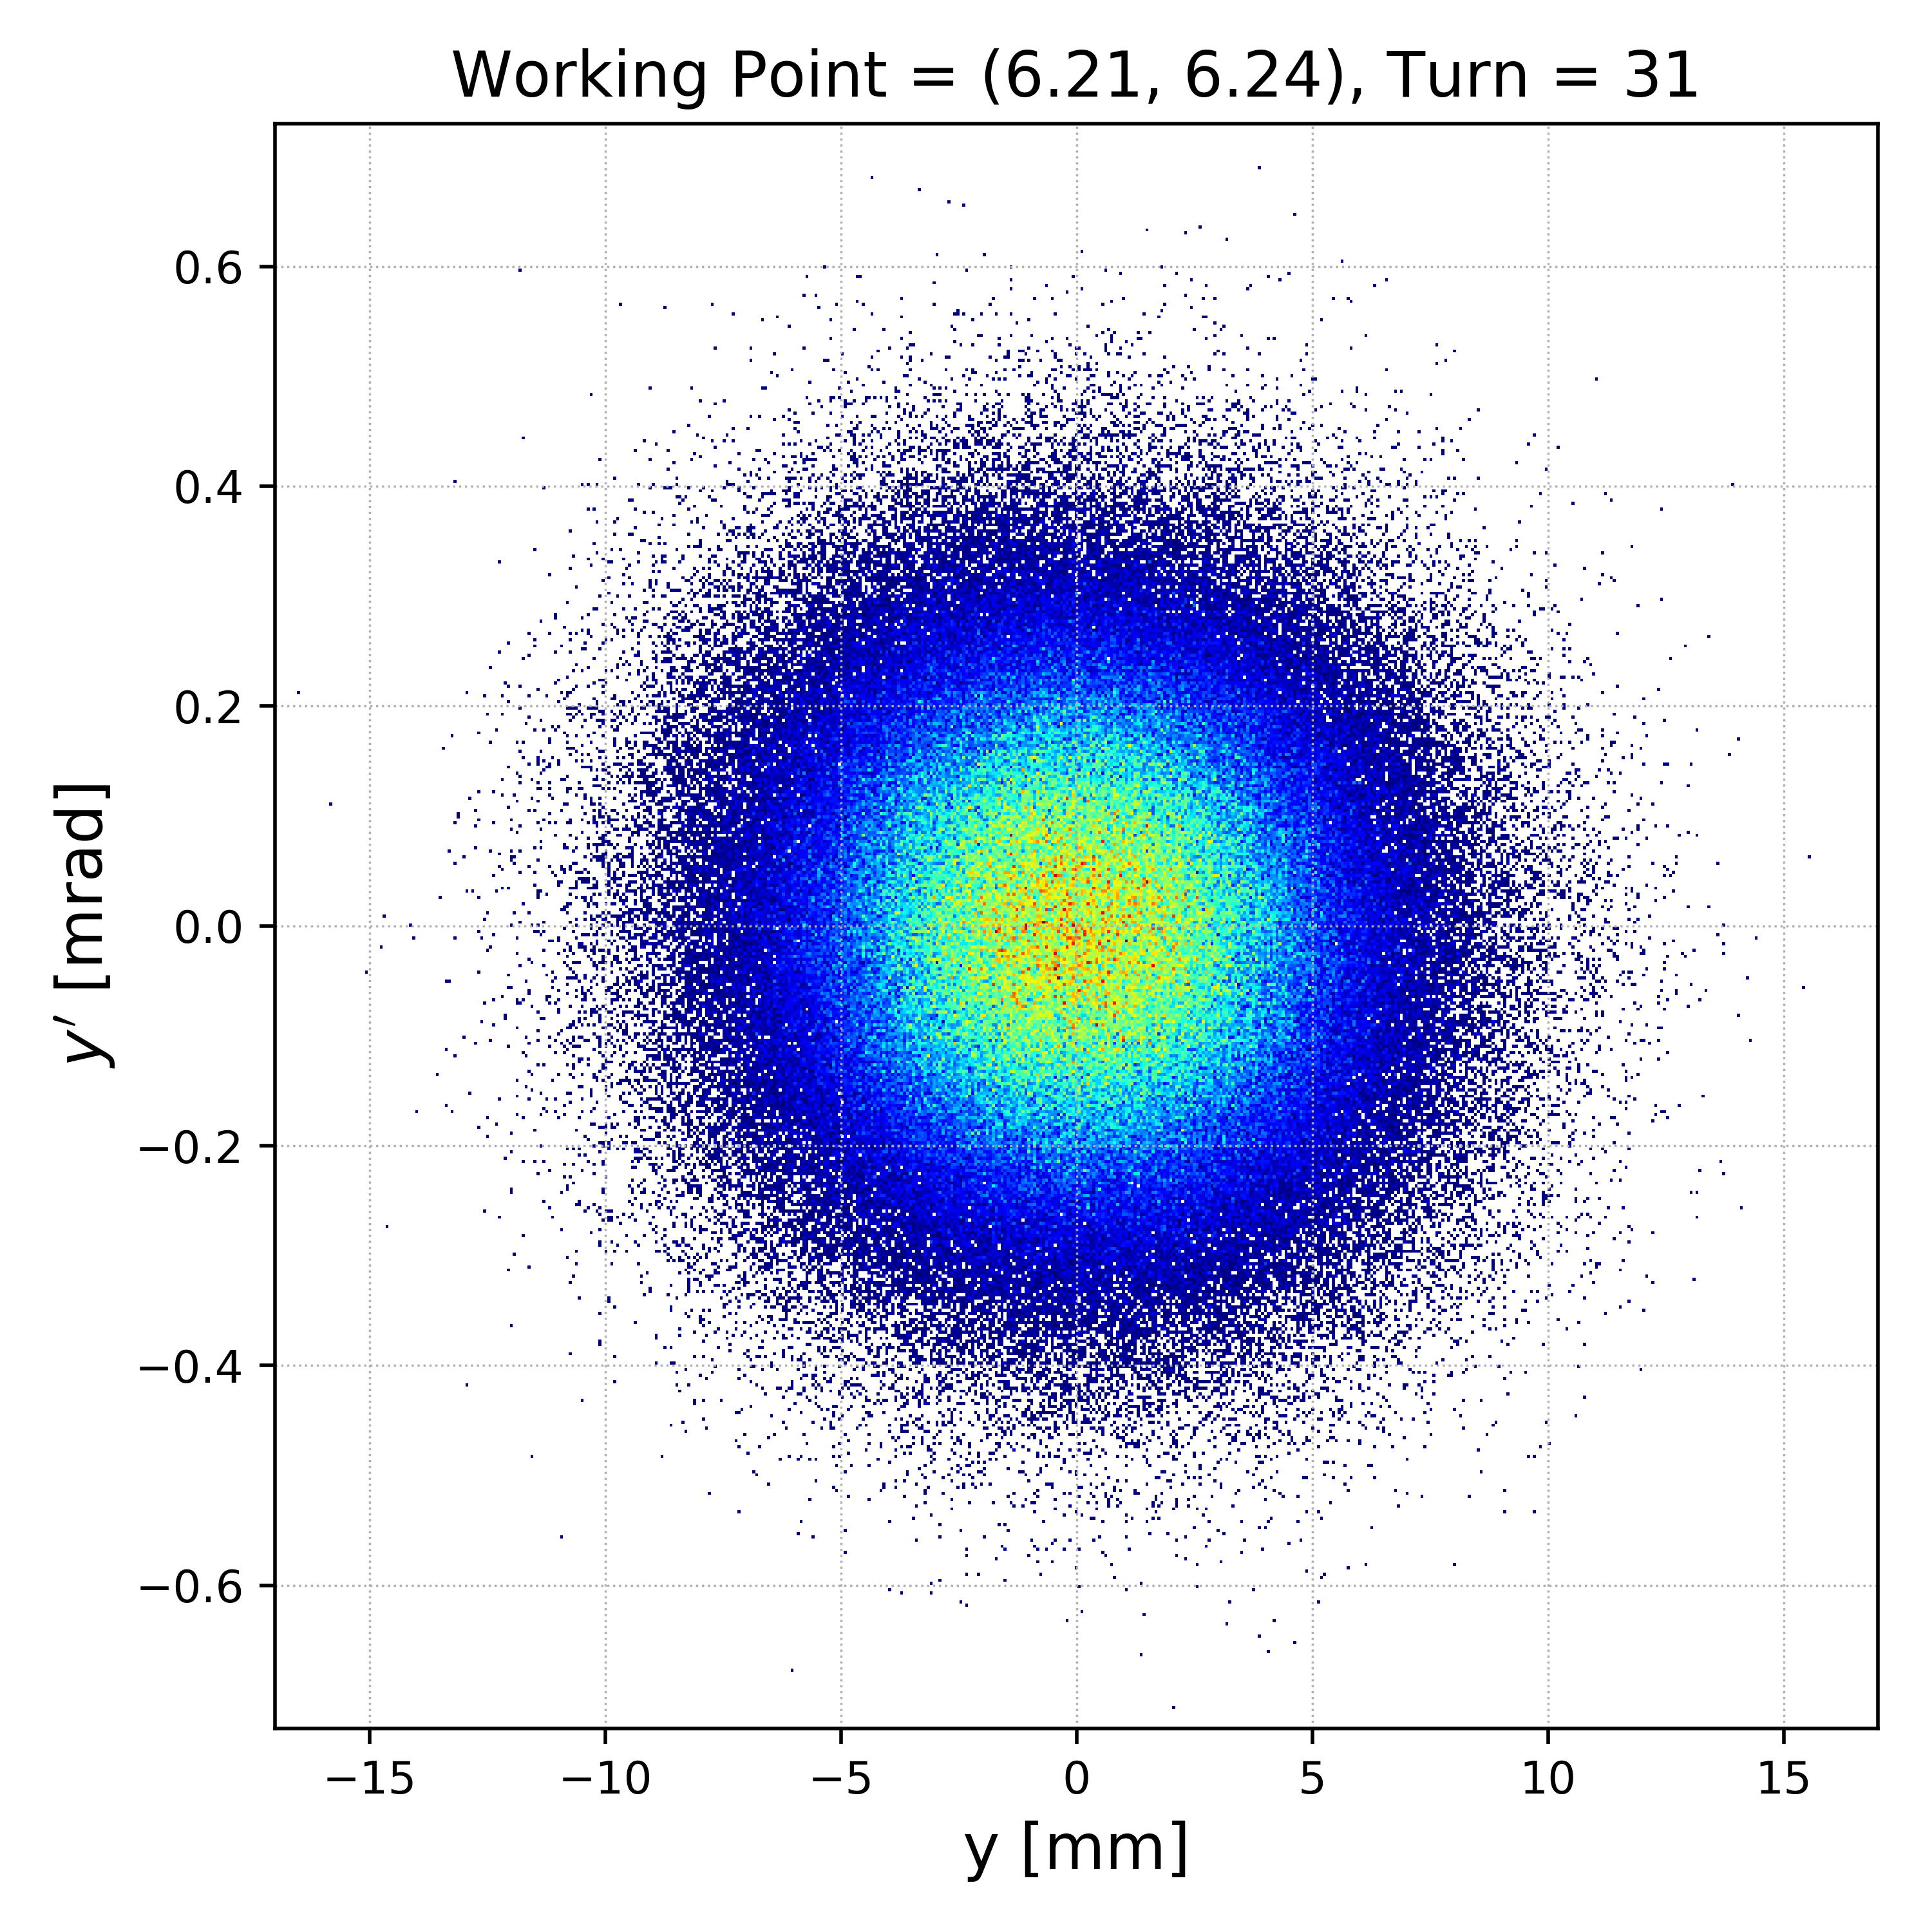 Working Point = (6.21, 6.24), Turn = 31
0.6
0.4
0.2
0.0
−0.2
−0.4
−0.6
y′ [mrad]
−15 −10 −5 0 5 10 15
y [mm]